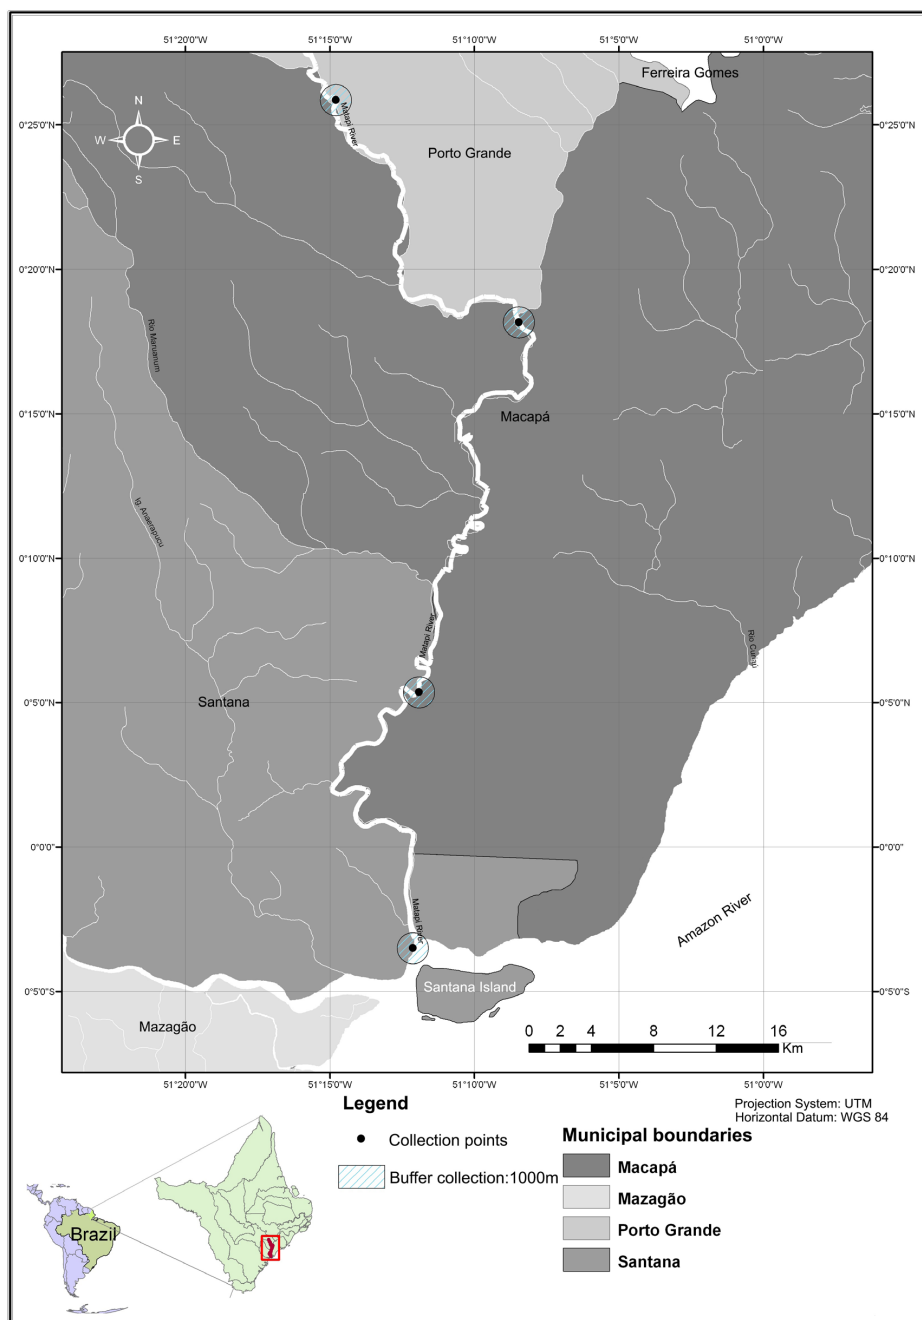 51°20'0"W 51°15'0"W 51°10'0"W 51°5'0"W 51°0'0"W
Ferreira Gomes
N
W E
S
Matapi River
0°25'0"N 0°25'0"N
Porto Grande
0°20'0"N 0°20'0"N
Rio Maruanum
0°15'0"N 0°15'0"N
Macapá
Ig. Anaerapucu
0°10'0"N 0°10'0"N
Matapi River
0°5'0"N 0°5'0"N
Santana
0°0'0" 0°0'0"
Matapi River
Amazon River
0°5'0"S 0°5'0"S
Santana Island
Mazagão
0 2 4 8 12 16
Km
51°20'0"W 51°15'0"W 51°10'0"W 51°5'0"W 51°0'0"W
Projection System: UTM
Horizontal Datum: WGS 84
Legend
Collection points
Buffer collection:1000m
Municipal boundaries
Macapá
Mazagão
Porto Grande
Santana
Brazil